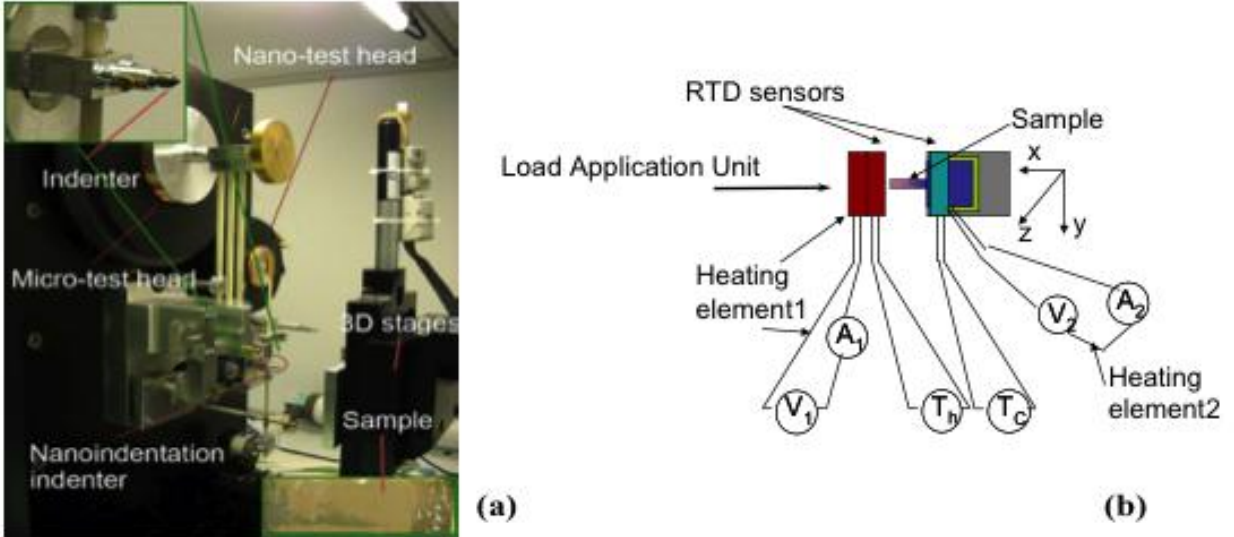 Nano-test head
Indenter
Micro-test head
3D stages
Sample
Nanoindentation
indenter
(a)
RTD sensors
Sample
Load Application Unit
x
z
y
Heating
element1
A1
V1
Th
Tc
V2
A2
Heating
element2
(b)